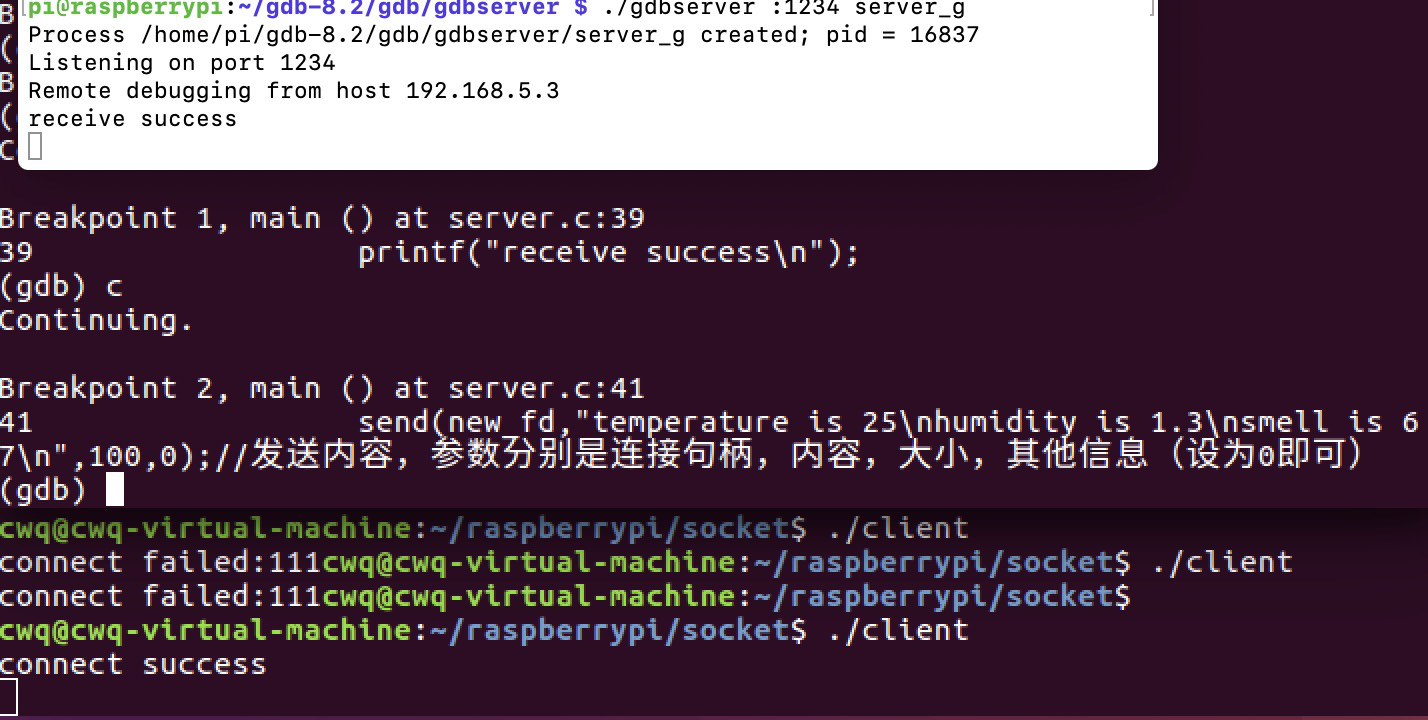 pi@raspberrypi:~/gdb-8.2/gdb/gdbserver $ ./gdbserver :1234 server_g
Process /home/pi/gdb-8.2/gdb/gdbserver/server_g created; pid = 16837
Listening on port 1234
Remote debugging from host 192.168.5.3
receive success
Breakpoint 1, main () at server.c:39
39 printf("receive success\n");
(gdb) c
Continuing.
Breakpoint 2, main () at server.c:41
41 send(new_fd,"temperature is 25\nhumidity is 1.3\nsmell is 6
7\n",100,0);//发送内容，参数分别是连接句柄，内容，大小，其他信息（设为0即可）
(gdb)
cwq@cwq-virtual-machine:~/raspberrypi/socket$ ./client
connect failed:111cwq@cwq-virtual-machine:~/raspberrypi/socket$ ./client
connect failed:111cwq@cwq-virtual-machine:~/raspberrypi/socket$
cwq@cwq-virtual-machine:~/raspberrypi/socket$ ./client
connect success